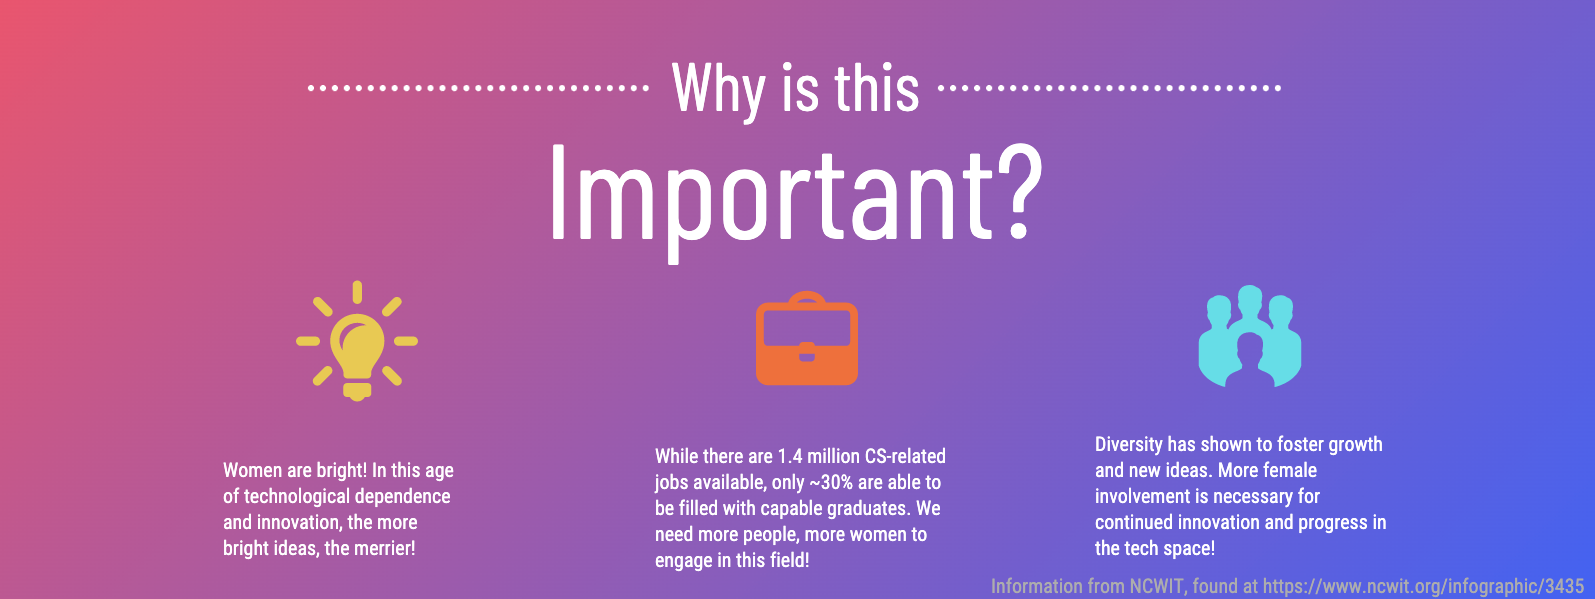 Why is this
Important?
Women are bright! In this age
of technological dependence
and innovation, the more
bright ideas, the merrier!
While there are 1.4 million CS-related
jobs available, only ~30% are able to
be filled with capable graduates. We
need more people, more women to
engage in this field!
Diversity has shown to foster growth
and new ideas. More female
involvement is necessary for
continued innovation and progress in
the tech space!
Information from NCWIT, found at https://www.ncwit.org/infographic/3435